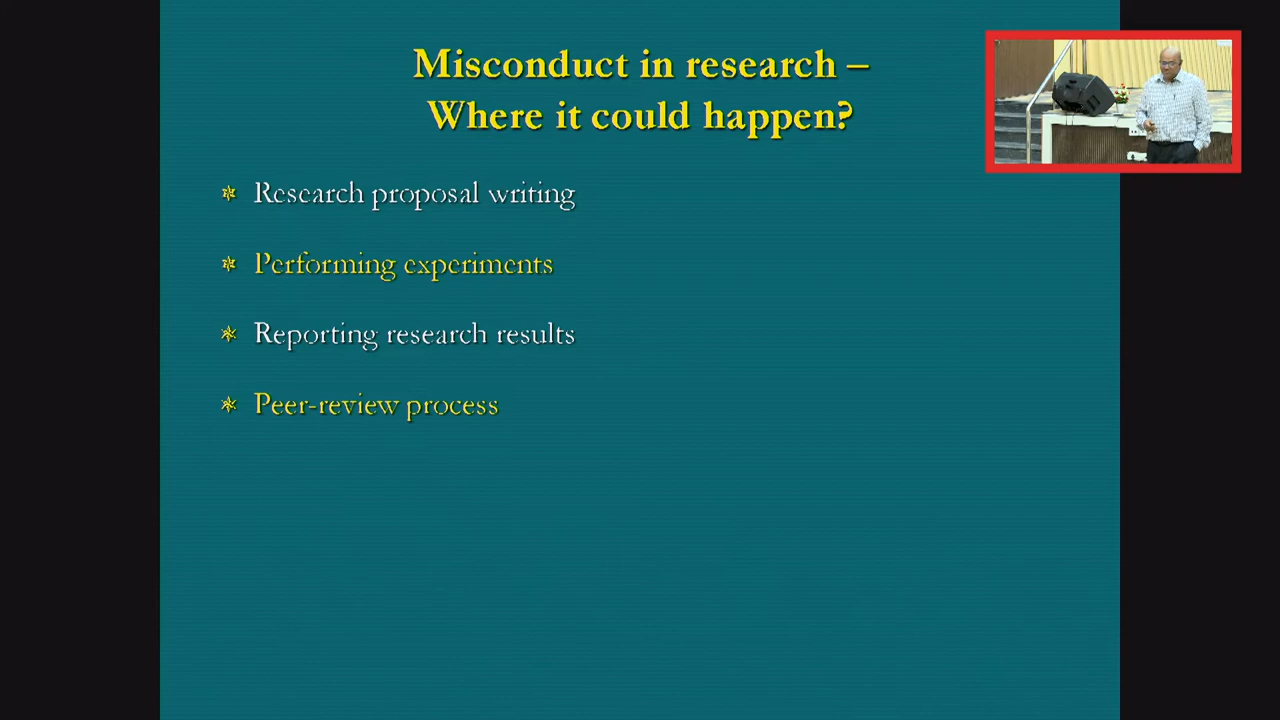 Misconduct in research –
Where it could happen?
Research proposal writing
Performing experiments
Reporting research results
Peer-review process